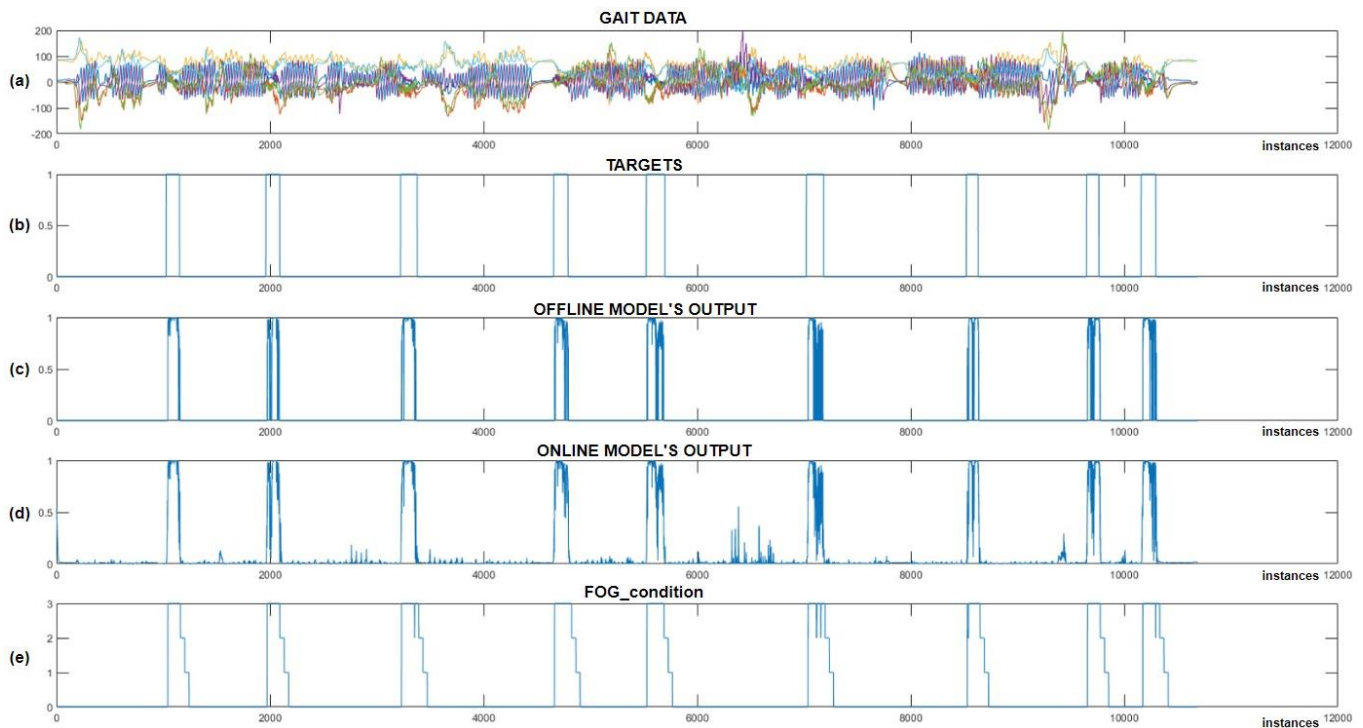 GAIT DATA
200
100
(a) 0
-100
-200
0 2000 4000 6000 8000 10000 instances 12000
TARGETS
1
(b) 0.5
0
0 2000 4000 6000 8000 10000 instances 12000
OFFLINE MODEL'S OUTPUT
1
(c) 0.5
0
0 2000 4000 6000 8000 10000 instances 12000
ONLINE MODEL'S OUTPUT
1
(d) 0.5
0
0 2000 4000 6000 8000 10000 instances 12000
FOG_condition
3
2
(e)
1
0
0 2000 4000 6000 8000 10000 instances 12000